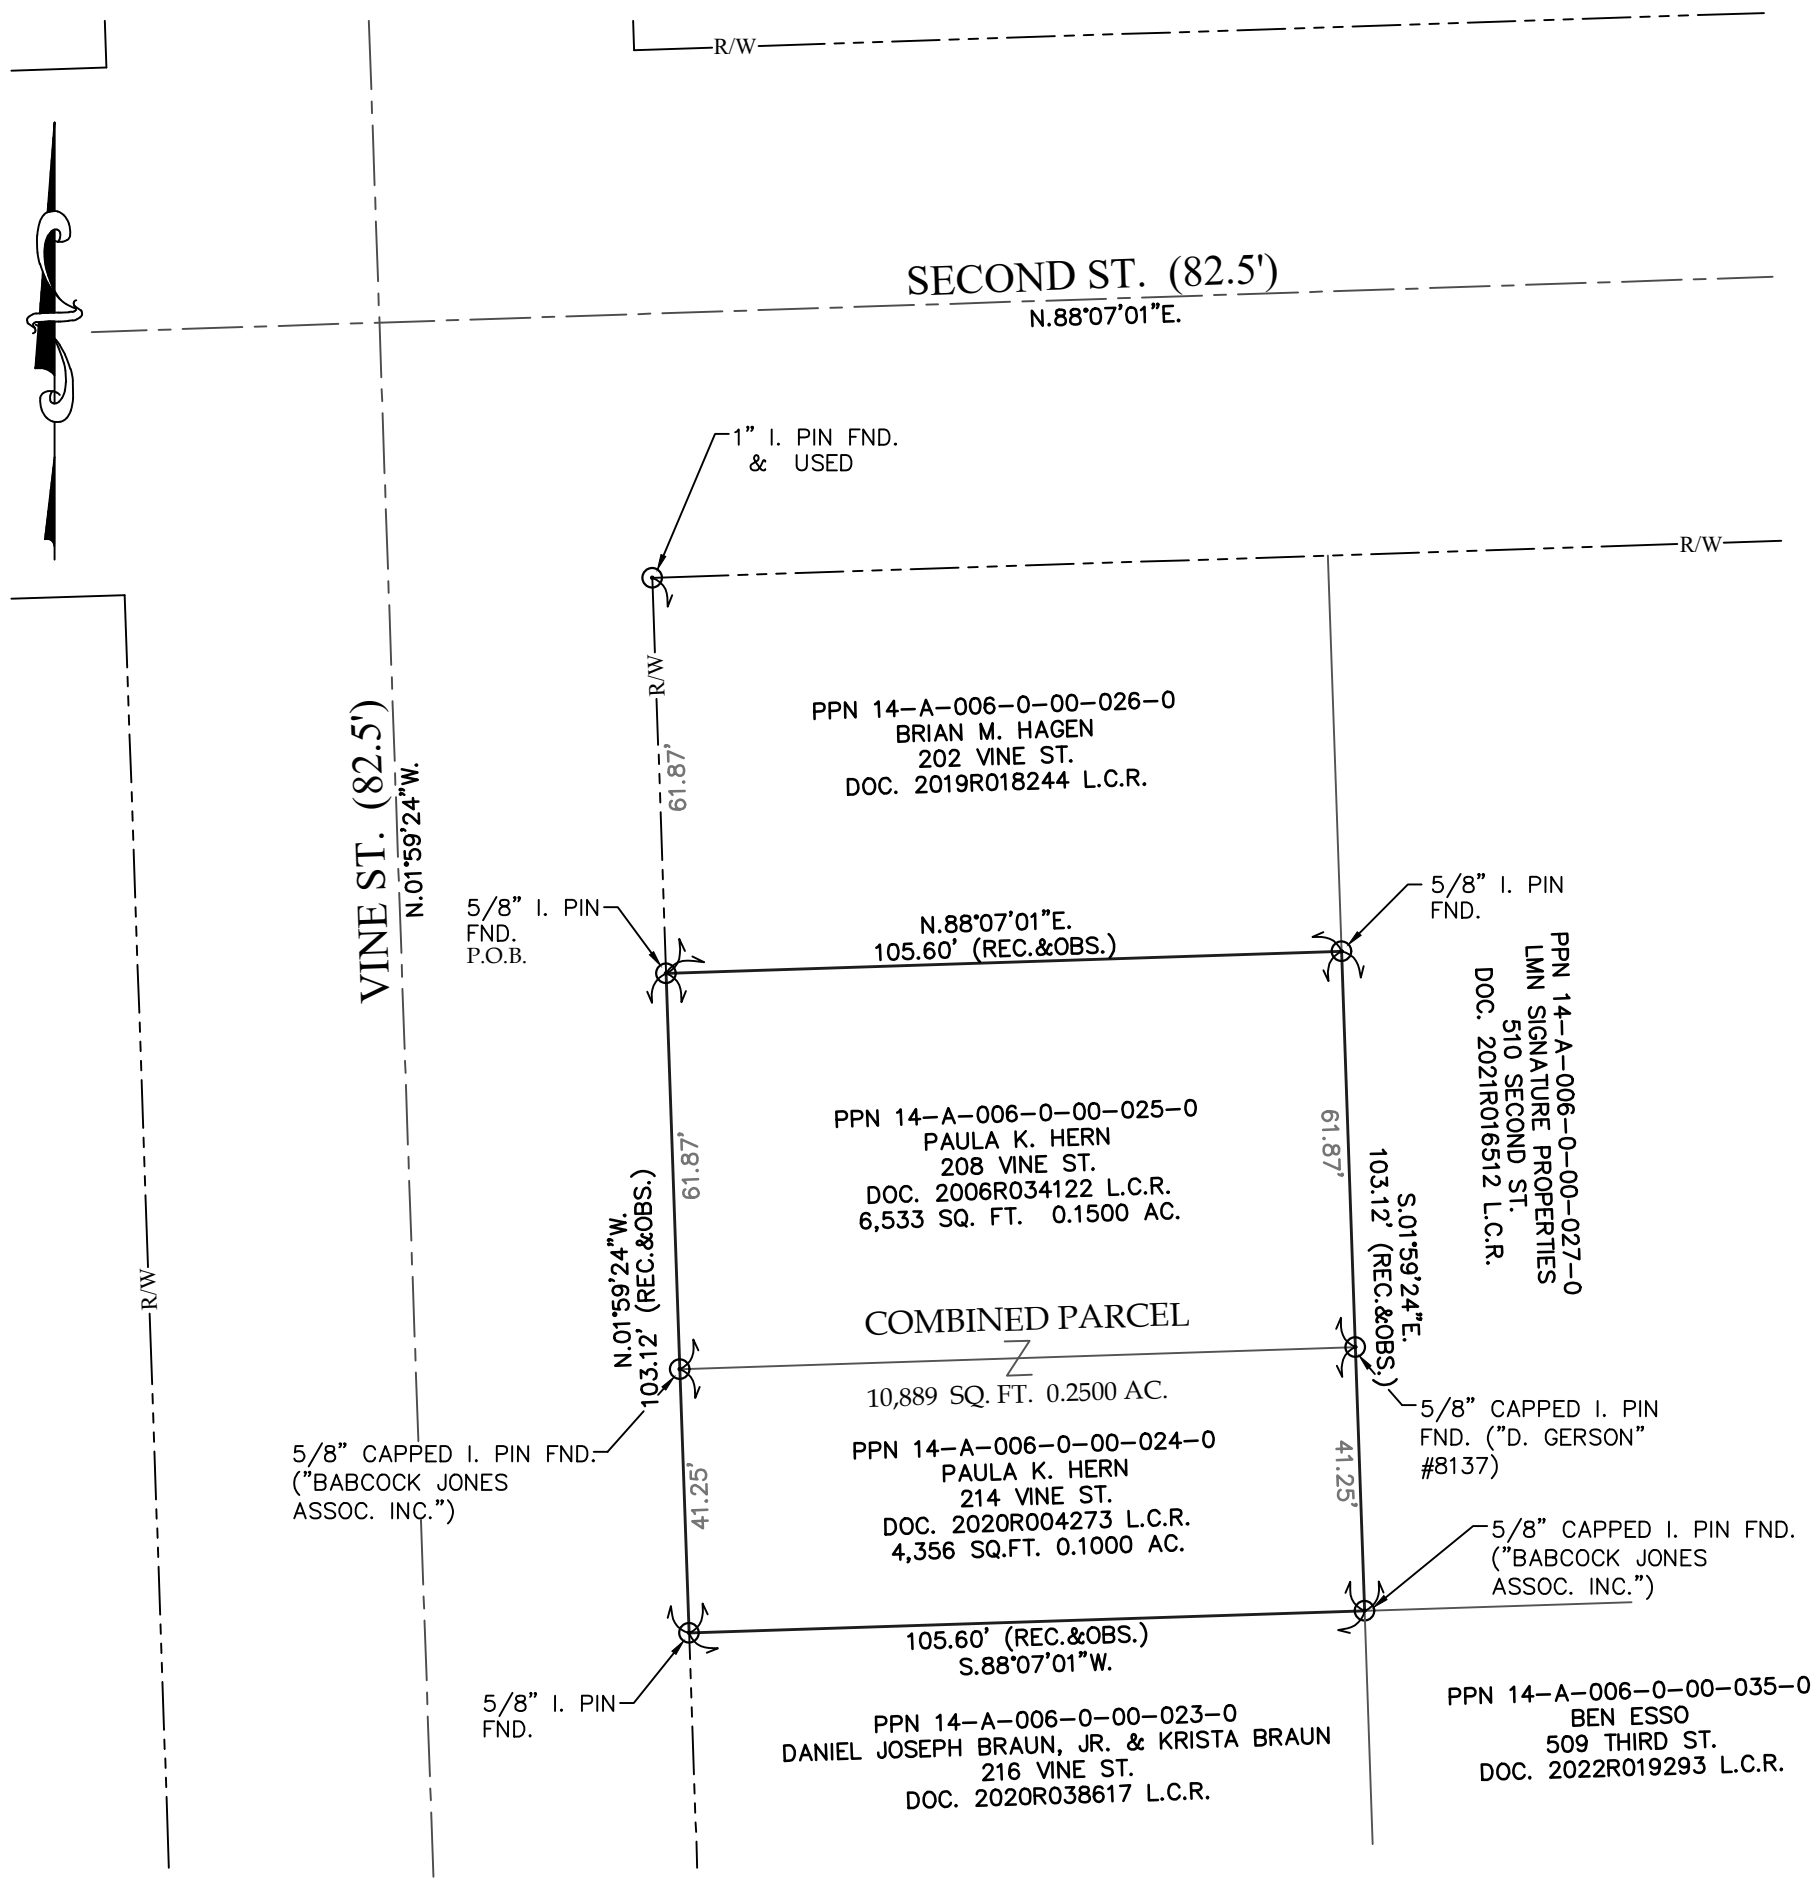 R/W
SECOND ST. (82.5')
N.88°07'01"E.
1" I. PIN FND.
& USED
R/W
R/W
61.87'
PPN 14-A-006-0-00-026-0
BRIAN M. HAGEN
202 VINE ST.
DOC. 2019R018244 L.C.R.
VINE ST. (82.5')
N.01°59'24"W.
5/8" I. PIN
FND.
P.O.B.
N.88°07'01"E.
105.60' (REC.&OBS.)
5/8" I. PIN
FND.
PPN 14-A-006-0-00-027-0
LMN SIGNATURE PROPERTIES
510 SECOND ST.
DOC. 2021R016512 L.C.R.
PPN 14-A-006-0-00-025-0
PAULA K. HERN
208 VINE ST.
DOC. 2006R034122 L.C.R.
6,533 SQ. FT. 0.1500 AC.
61.87'
61.87'
N.01°59'24"W.
103.12' (REC.&OBS.)
S.01°59'24"E.
103.12' (REC.&OBS.)
R/W
COMBINED PARCEL
Z
10,889 SQ. FT. 0.2500 AC.
5/8" CAPPED I. PIN FND.
("BABCOCK JONES
ASSOC. INC.")
5/8" CAPPED I. PIN
FND. ("D. GERSON"
#8137)
PPN 14-A-006-0-00-024-0
PAULA K. HERN
214 VINE ST.
DOC. 2020R004273 L.C.R.
4,356 SQ.FT. 0.1000 AC.
41.25'
41.25'
5/8" CAPPED I. PIN FND.
("BABCOCK JONES
ASSOC. INC.")
105.60' (REC.&OBS.)
S.88°07'01"W.
5/8" I. PIN
FND.
PPN 14-A-006-0-00-023-0
DANIEL JOSEPH BRAUN, JR. & KRISTA BRAUN
216 VINE ST.
DOC. 2020R038617 L.C.R.
PPN 14-A-006-0-00-035-0
BEN ESSO
509 THIRD ST.
DOC. 2022R019293 L.C.R.